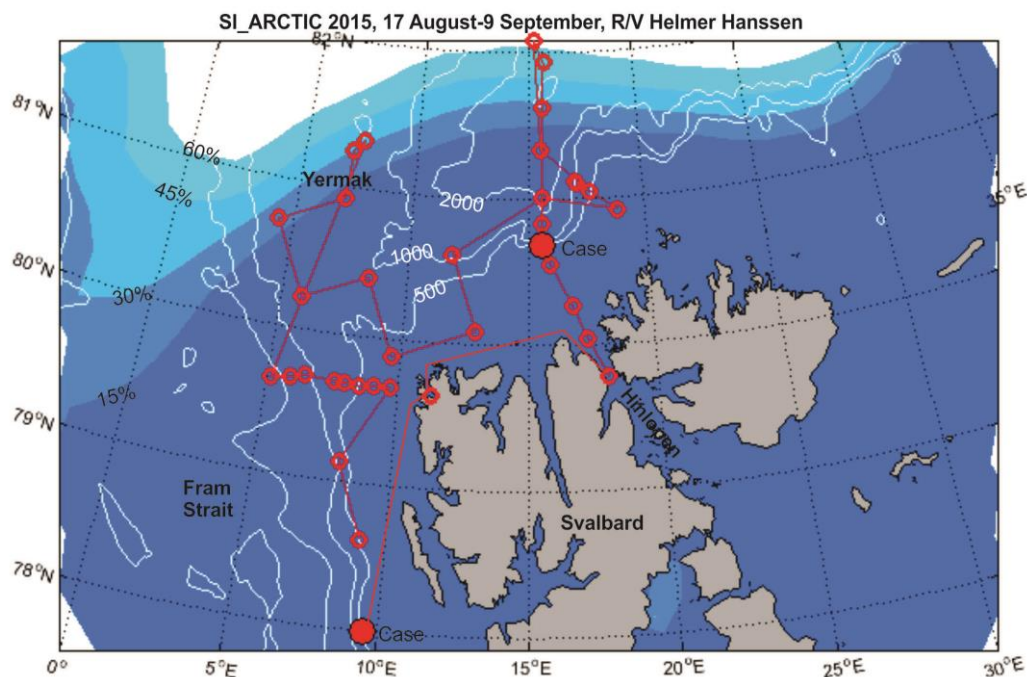 SI_ARCTIC 2015, 17 August-9 September, R/V Helmer Hanssen
82°N
81°N
60%
Yermak
45%
2000
35°E
Case
80°N
1000
30%
500
15%
79°N
Hinlopen
Fram
Strait
Svalbard
78°N
Case
0°
5°E
10°E
15°E
20°E
25°E
30°E